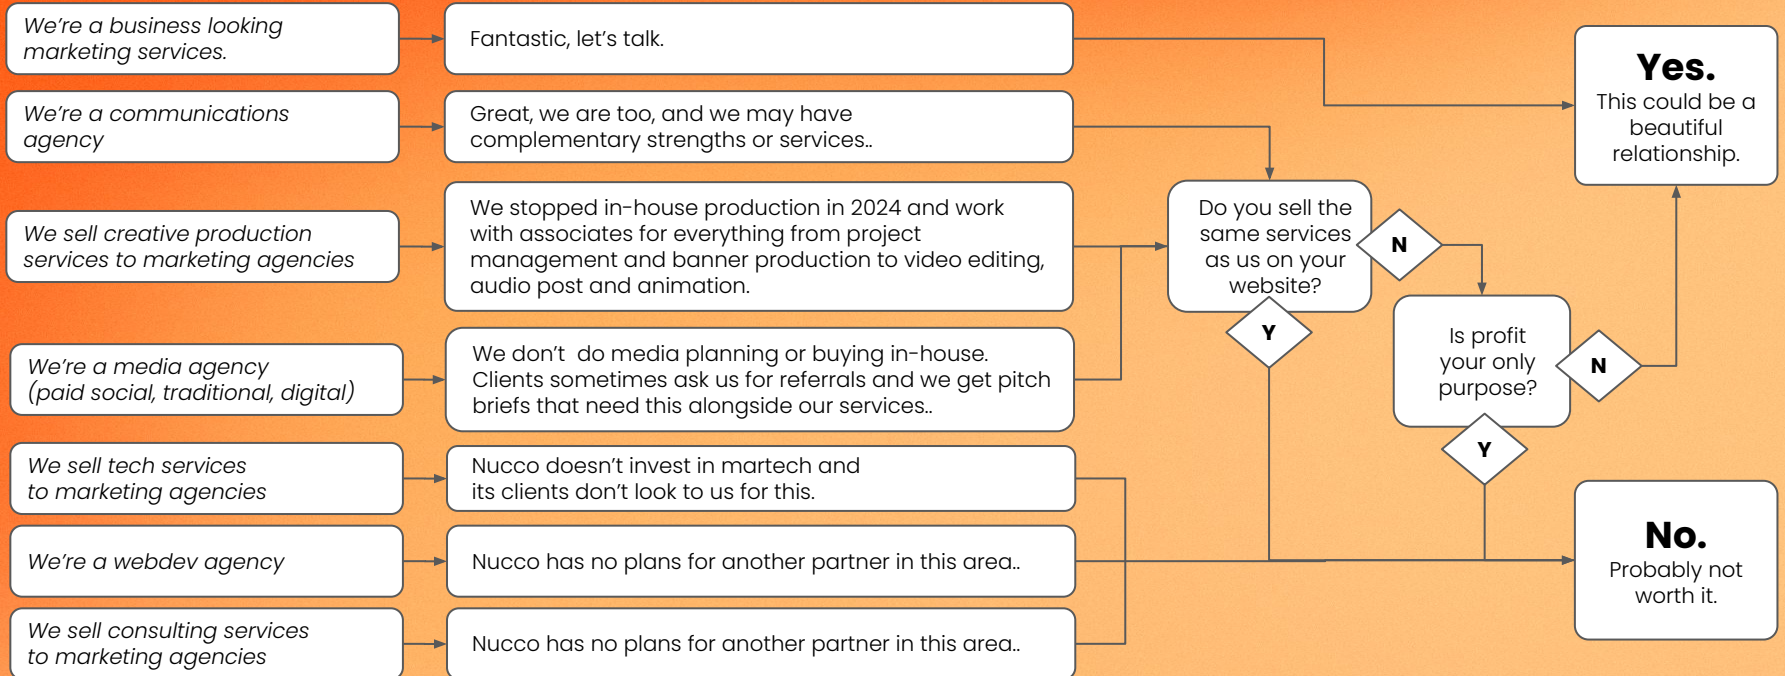 We're a business looking
marketing services.
Fantastic, let's talk.
Yes.
This could be a
beautiful
relationship.
We're a communications
agency
Great, we are too, and we may have
complementary strengths or services..
We sell creative production
services to marketing agencies
We stopped in-house production in 2024 and work
with associates for everything from project
management and banner production to video editing,
audio post and animation.
Do you sell the
same services
as us on your
website?
N
Y
Is profit
your only
purpose?
N
Y
We're a media agency
(paid social, traditional, digital)
We don't  do media planning or buying in-house.
Clients sometimes ask us for referrals and we get pitch
briefs that need this alongside our services..
We sell tech services
to marketing agencies
Nucco doesn't invest in martech and
its clients don't look to us for this.
We're a webdev agency
Nucco has no plans for another partner in this area..
No.
Probably not
worth it.
We sell consulting services
to marketing agencies
Nucco has no plans for another partner in this area..